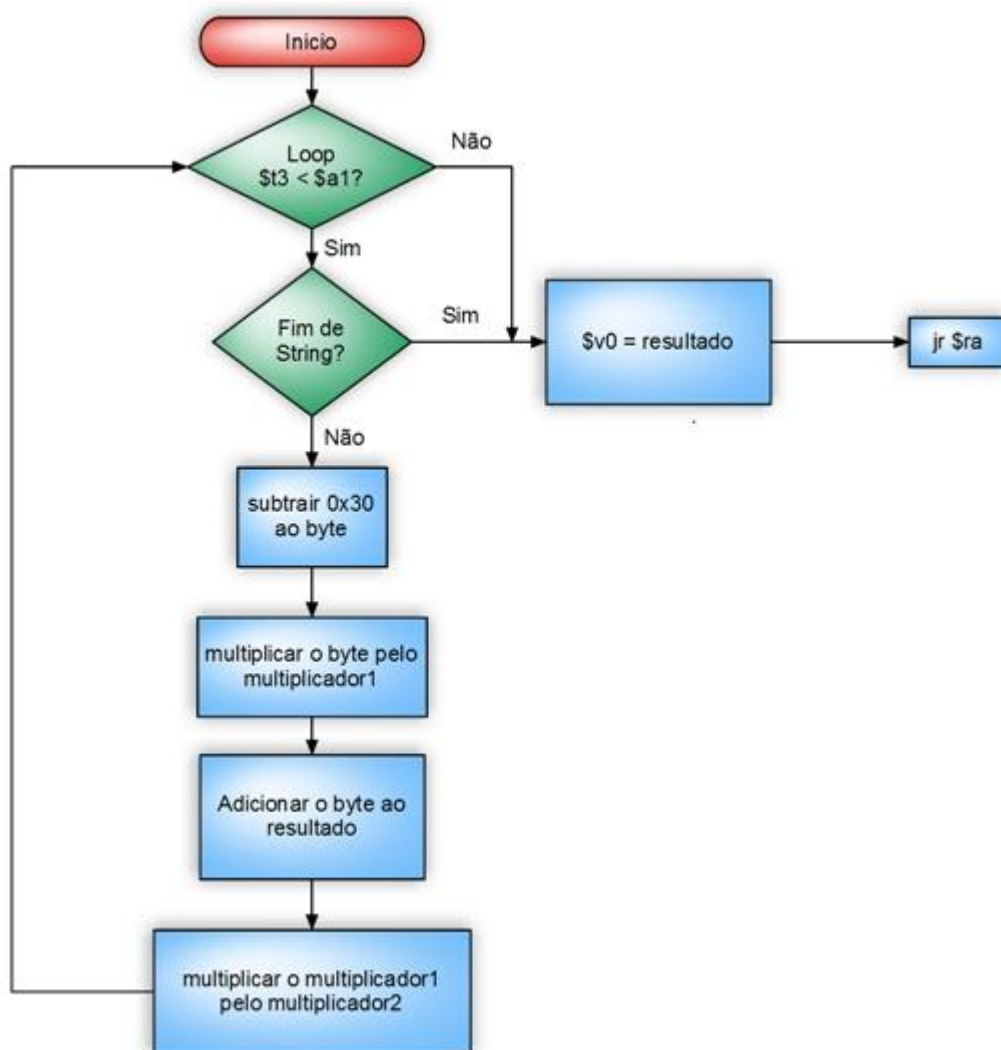 Inicio
Loop
$t3 < $a1?
Não
Sim
Fim de
String?
Sim
$v0 = resultado
jr $ra
Não
subtrair 0x30
ao byte
multiplicar o byte pelo
multiplicador1
Adicionar o byte ao
resultado
multiplicar o multiplicador1
pelo multiplicador2